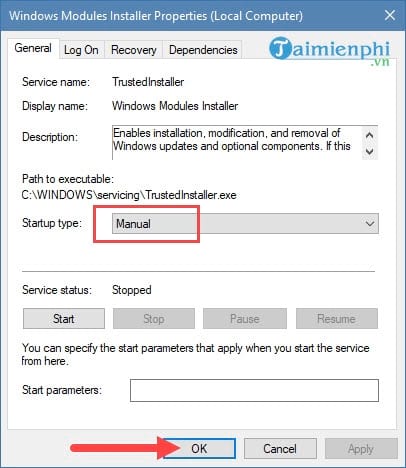 Windows Modules Installer Properties (Local Computer)
General Log On Recovery Dependencies
Taimienphi
.vn
Service name: TrustedInstaller
Display name: Windows Modules Installer
Description: Enables installation, modification, and removal of
Windows updates and optional components. If this
Path to executable:
C:\WINDOWS\servicing\TrustedInstaller.exe
Startup type: Manual
Service status: Stopped
Start Stop Pause Resume
You can specify the start parameters that apply when you start the service
from here.
Start parameters:
OK Cancel Apply